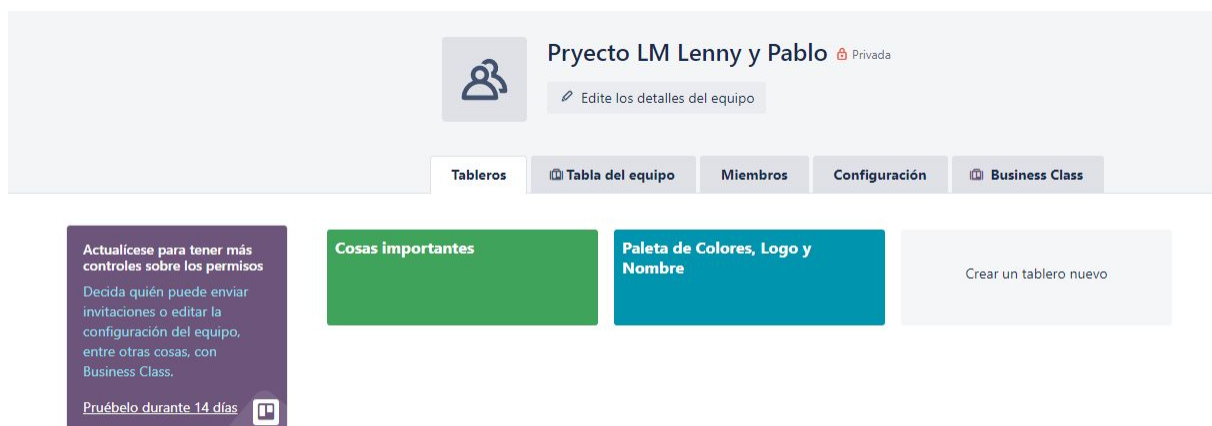 Pryecto LM Lenny y Pablo Privada
Edite los detalles del equipo
Tableros Tabla del equipo Miembros Configuración Business Class
Actualícese para tener más
controles sobre los permisos
Decida quién puede enviar
invitaciones o editar la
configuración del equipo,
entre otras cosas, con
Business Class.
Pruébelo durante 14 días
Cosas importantes
Paleta de Colores, Logo y
Nombre
Crear un tablero nuevo